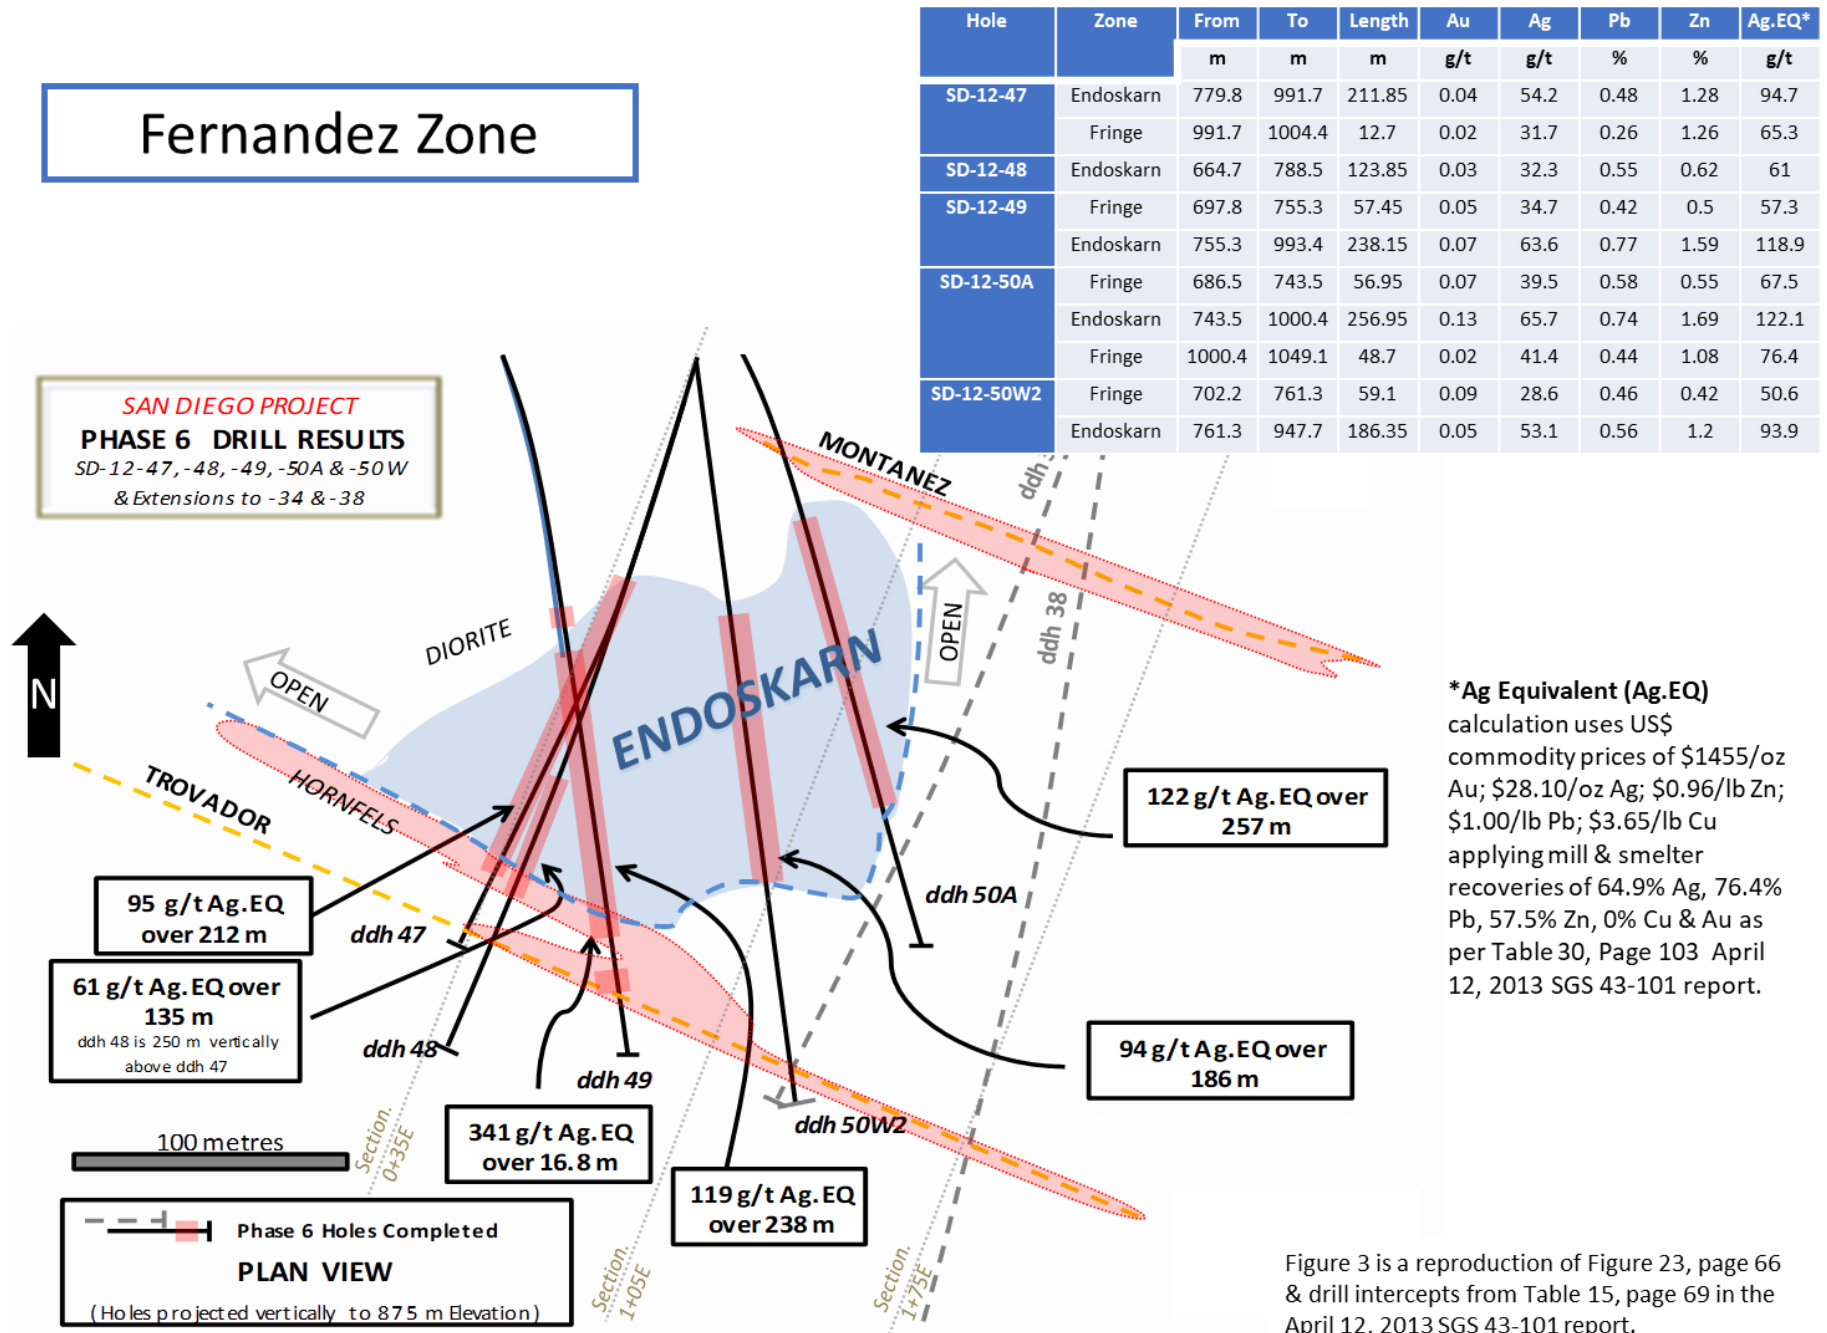 Fernandez Zone
Hole Zone From To Length Au Ag Pb Zn Ag.EQ*
m m m g/t g/t % % g/t
SD-12-47 Endoskarn 779.8 991.7 211.85 0.04 54.2 0.48 1.28 94.7
Fringe 991.7 1004.4 12.7 0.02 31.7 0.26 1.26 65.3
SD-12-48 Endoskarn 664.7 788.5 123.85 0.03 32.3 0.55 0.62 61
SD-12-49 Fringe 697.8 755.3 57.45 0.05 34.7 0.42 0.5 57.3
Endoskarn 755.3 993.4 238.15 0.07 63.6 0.77 1.59 118.9
SD-12-50A Fringe 686.5 743.5 56.95 0.07 39.5 0.58 0.55 67.5
Endoskarn 743.5 1000.4 256.95 0.13 65.7 0.74 1.69 122.1
Fringe 1000.4 1049.1 48.7 0.02 41.4 0.44 1.08 76.4
SD-12-50W2 Fringe 702.2 761.3 59.1 0.09 28.6 0.46 0.42 50.6
Endoskarn 761.3 947.7 186.35 0.05 53.1 0.56 1.2 93.9
SAN DIEGO PROJECT
PHASE 6 DRILL RESULTS
SD-12-47, -48, -49, -50A & -50W
& Extensions to -34 & -38
MONTANEZ
ddh
ddh 38
OPEN
DIORITE
OPEN
N
ENDOSKARN
HORNFELS
TROVADOR
*Ag Equivalent (Ag.EQ)
calculation uses US$
commodity prices of $1455/oz
Au; $28.10/oz Ag; $0.96/lb Zn;
$1.00/lb Pb; $3.65/lb Cu
applying mill & smelter
recoveries of 64.9% Ag, 76.4%
Pb, 57.5% Zn, 0% Cu & Au as
per Table 30, Page 103 April
12, 2013 SGS 43-101 report.
122 g/t Ag.EQ over
257 m
95 g/t Ag.EQ
over 212 m
ddh 47
ddh 50A
61 g/t Ag.EQ over
135 m
ddh 48 is 250 m vertically
above ddh 47
ddh 48
ddh 49
94 g/t Ag.EQ over
186 m
ddh 50W2
341 g/t Ag.EQ
over 16.8 m
119 g/t Ag.EQ
over 238 m
100 metres
Section.
0+35E
Section.
1+05E
Section.
1+75E
Phase 6 Holes Completed
PLAN VIEW
(Holes projected vertically to 875 m Elevation)
Figure 3 is a reproduction of Figure 23, page 66
& drill intercepts from Table 15, page 69 in the
April 12, 2013 SGS 43-101 report.